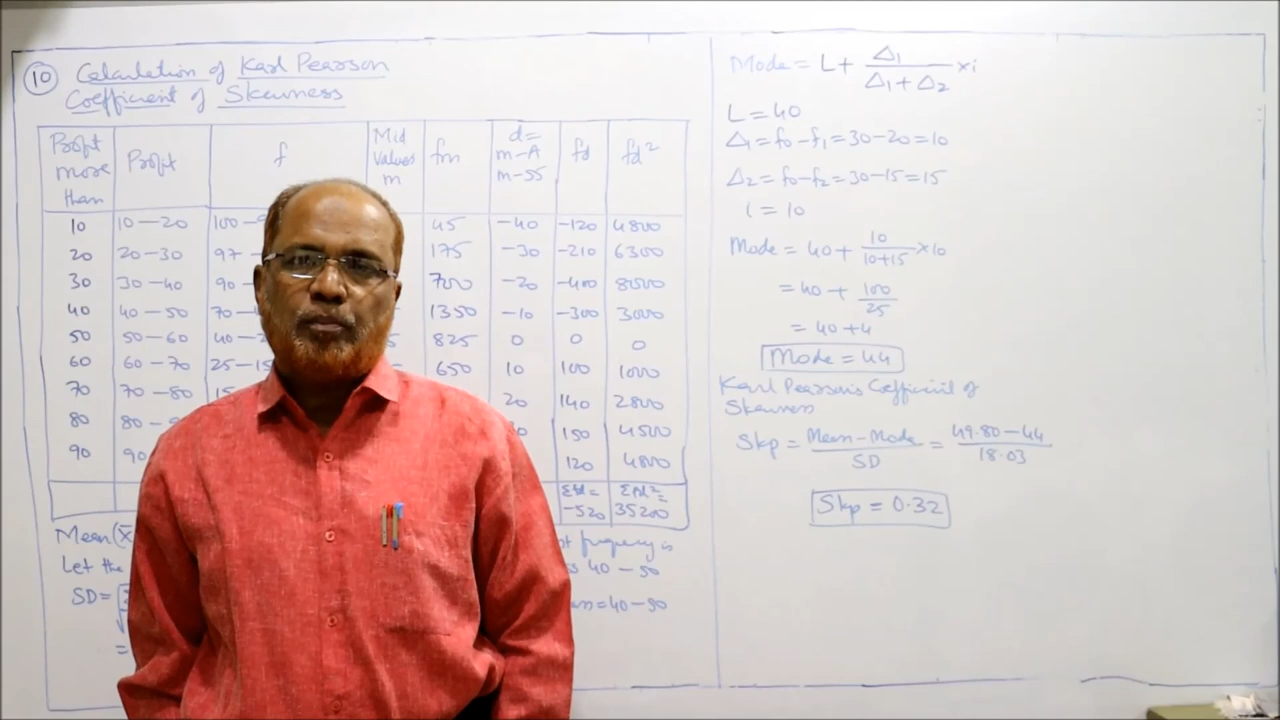 10 Calculation of Karl Pearson
Coefficient of Skewness
Profit more than Profit f Mid values m fm d= m-A m-55 fd fd²
10 10-20 100- 45 -40 -120 4800
20 20-30 97- 175 -30 -210 6300
30 30-40 90- 700 -20 -400 8000
40 40-50 70- 1350 -10 -300 3000
50 50-60 40- 825 0 0 0
60 60-70 25-15 650 10 100 1000
70 70-80 20 140 2800
80 80- 150 4500
90 90 120 4800
Σfd= -520 Σfd²= 35200
Mean (x̄
Let the
SD=
=
frequency is
40-50
=40-50
Mode = L+ Δ1/(Δ1+Δ2) ×i
L=40
Δ1=f0-f1=30-20=10
Δ2=f0-f2=30-15=15
i=10
Mode = 40+ 10/(10+15) ×10
= 40+ 100/25
= 40+4
Mode = 44
Karl Pearson's Coefficient of
Skewness
Skp = (Mean-Mode)/SD = (49.80-44)/18.03
Skp = 0.32